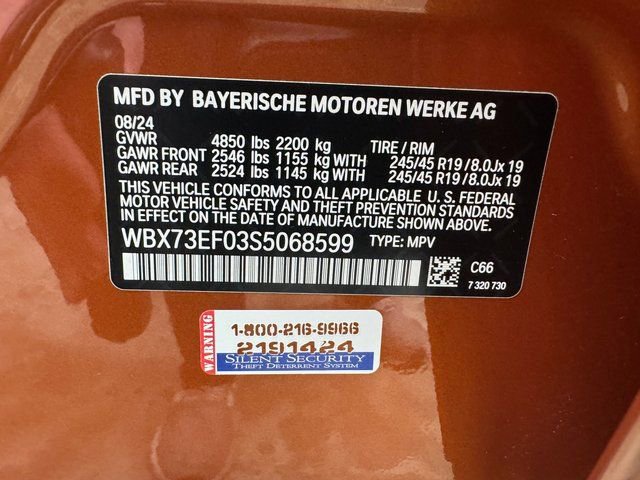 MFD BY BAYERISCHE MOTOREN WERKE AG
08/24
GVWR 4850 lbs 2200 kg TIRE / RIM
GAWR FRONT 2546 lbs 1155 kg WITH 245/45 R19 / 8.0Jx 19
GAWR REAR 2524 lbs 1145 kg WITH 245/45 R19 / 8.0Jx 19
THIS VEHICLE CONFORMS TO ALL APPLICABLE U. S. FEDERAL
MOTOR VEHICLE SAFETY AND THEFT PREVENTION STANDARDS
IN EFFECT ON THE DATE OF MANUFACTURE SHOWN ABOVE.
WBX73EF03S5068599 TYPE: MPV
C66
7 320 730
WARNING
1-800-216-9966
2191424
SILENT SECURITY
THEFT DETERRENT SYSTEM